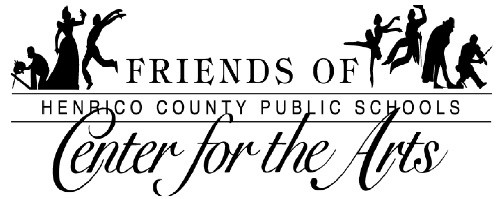 FRIENDS OF
HENRICO COUNTY PUBLIC SCHOOLS
Center for the Arts